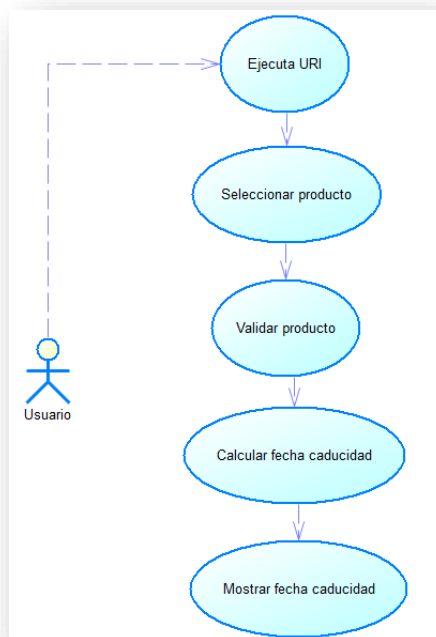 Ejecuta URI
Seleccionar producto
Validar producto
Usuario
Calcular fecha caducidad
Mostrar fecha caducidad